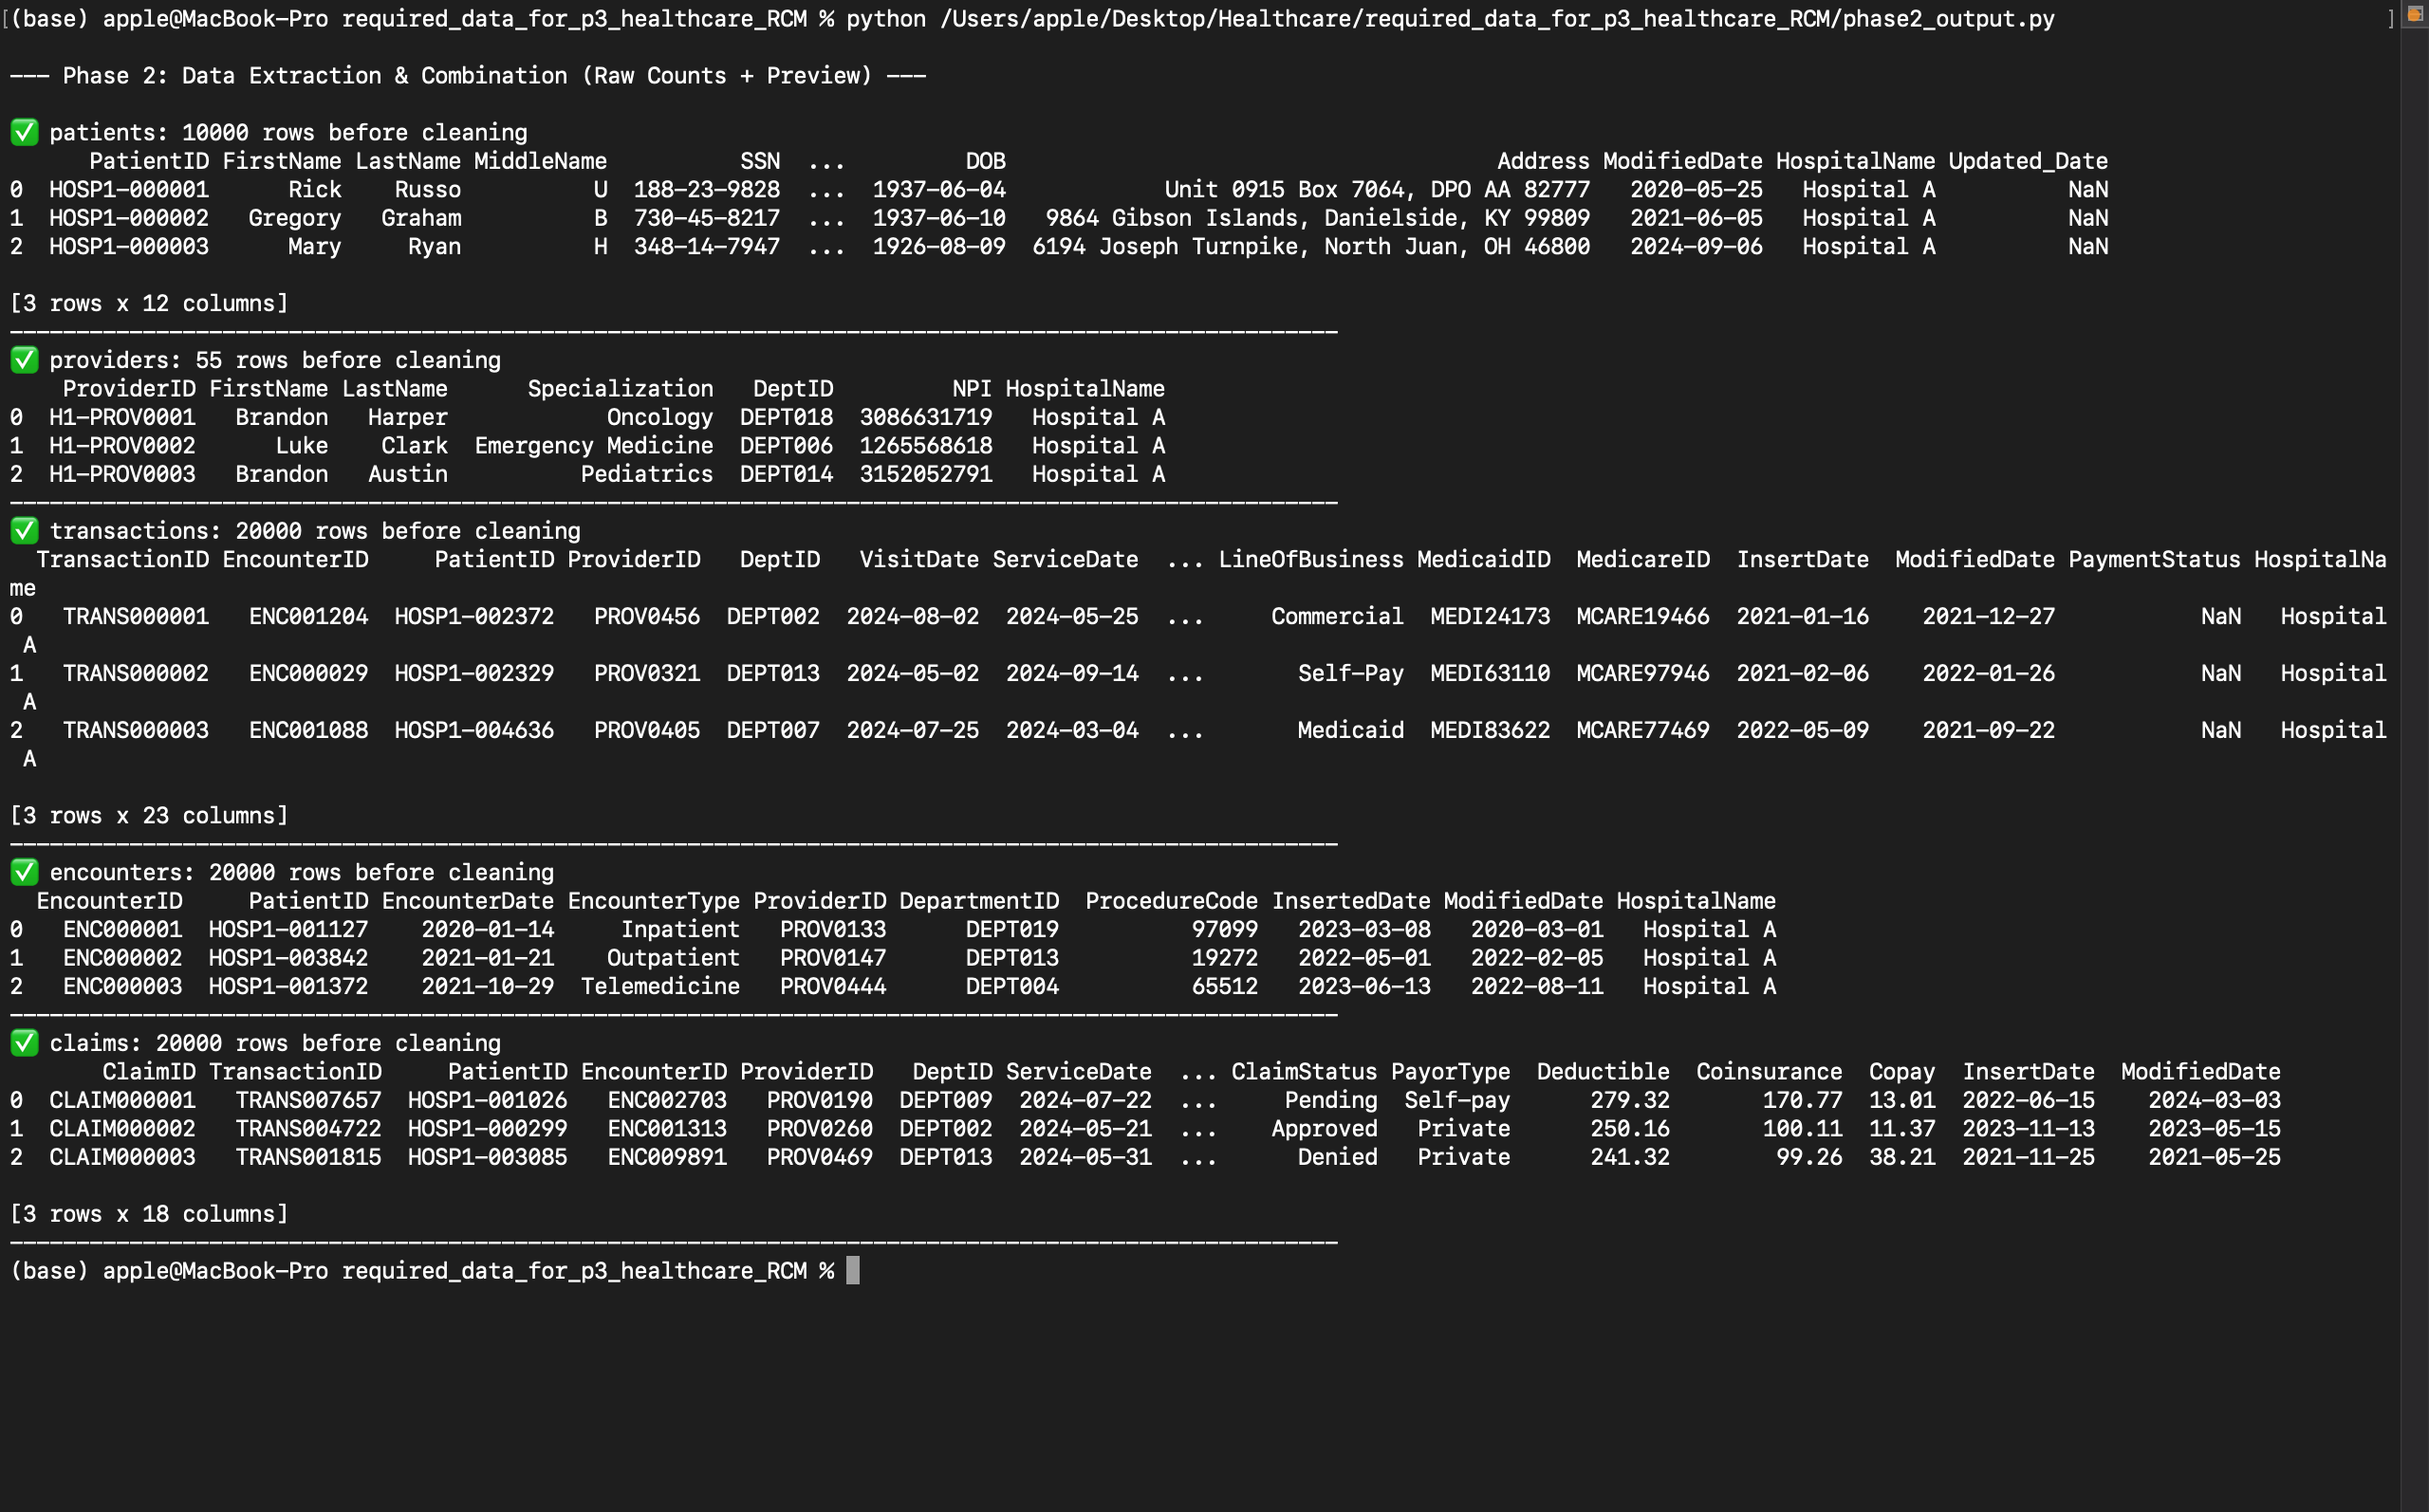 [(base) apple@MacBook-Pro required_data_for_p3_healthcare_RCM % python /Users/apple/Desktop/Healthcare/required_data_for_p3_healthcare_RCM/phase2_output.py ]
--- Phase 2: Data Extraction & Combination (Raw Counts + Preview) ---
✅ patients: 10000 rows before cleaning
      PatientID FirstName LastName MiddleName          SSN  ...         DOB                                     Address ModifiedDate HospitalName Updated_Date
0  HOSP1-000001      Rick    Russo          U  188-23-9828  ...  1937-06-04            Unit 0915 Box 7064, DPO AA 82777   2020-05-25   Hospital A          NaN
1  HOSP1-000002   Gregory   Graham          B  730-45-8217  ...  1937-06-10   9864 Gibson Islands, Danielside, KY 99809   2021-06-05   Hospital A          NaN
2  HOSP1-000003      Mary     Ryan          H  348-14-7947  ...  1926-08-09  6194 Joseph Turnpike, North Juan, OH 46800   2024-09-06   Hospital A          NaN
[3 rows x 12 columns]
----------------------------------------------------------------------------------------------------
✅ providers: 55 rows before cleaning
    ProviderID FirstName LastName      Specialization   DeptID         NPI HospitalName
0  H1-PROV0001   Brandon   Harper            Oncology  DEPT018  3086631719   Hospital A
1  H1-PROV0002      Luke    Clark  Emergency Medicine  DEPT006  1265568618   Hospital A
2  H1-PROV0003   Brandon   Austin          Pediatrics  DEPT014  3152052791   Hospital A
----------------------------------------------------------------------------------------------------
✅ transactions: 20000 rows before cleaning
  TransactionID EncounterID     PatientID ProviderID   DeptID   VisitDate ServiceDate  ... LineOfBusiness MedicaidID  MedicareID  InsertDate  ModifiedDate PaymentStatus HospitalNa
me
0   TRANS000001   ENC001204  HOSP1-002372   PROV0456  DEPT002  2024-08-02  2024-05-25  ...     Commercial  MEDI24173  MCARE19466  2021-01-16    2021-12-27           NaN   Hospital
 A
1   TRANS000002   ENC000029  HOSP1-002329   PROV0321  DEPT013  2024-05-02  2024-09-14  ...       Self-Pay  MEDI63110  MCARE97946  2021-02-06    2022-01-26           NaN   Hospital
 A
2   TRANS000003   ENC001088  HOSP1-004636   PROV0405  DEPT007  2024-07-25  2024-03-04  ...       Medicaid  MEDI83622  MCARE77469  2022-05-09    2021-09-22           NaN   Hospital
 A
[3 rows x 23 columns]
----------------------------------------------------------------------------------------------------
✅ encounters: 20000 rows before cleaning
  EncounterID     PatientID EncounterDate EncounterType ProviderID DepartmentID  ProcedureCode InsertedDate ModifiedDate HospitalName
0   ENC000001  HOSP1-001127    2020-01-14     Inpatient   PROV0133      DEPT019          97099   2023-03-08   2020-03-01   Hospital A
1   ENC000002  HOSP1-003842    2021-01-21    Outpatient   PROV0147      DEPT013          19272   2022-05-01   2022-02-05   Hospital A
2   ENC000003  HOSP1-001372    2021-10-29  Telemedicine   PROV0444      DEPT004          65512   2023-06-13   2022-08-11   Hospital A
----------------------------------------------------------------------------------------------------
✅ claims: 20000 rows before cleaning
       ClaimID TransactionID     PatientID EncounterID ProviderID   DeptID ServiceDate  ... ClaimStatus PayorType  Deductible  Coinsurance  Copay  InsertDate  ModifiedDate
0  CLAIM000001   TRANS007657  HOSP1-001026   ENC002703   PROV0190  DEPT009  2024-07-22  ...     Pending  Self-pay      279.32       170.77  13.01  2022-06-15    2024-03-03
1  CLAIM000002   TRANS004722  HOSP1-000299   ENC001313   PROV0260  DEPT002  2024-05-21  ...    Approved   Private      250.16       100.11  11.37  2023-11-13    2023-05-15
2  CLAIM000003   TRANS001815  HOSP1-003085   ENC009891   PROV0469  DEPT013  2024-05-31  ...      Denied   Private      241.32        99.26  38.21  2021-11-25    2021-05-25
[3 rows x 18 columns]
----------------------------------------------------------------------------------------------------
(base) apple@MacBook-Pro required_data_for_p3_healthcare_RCM %